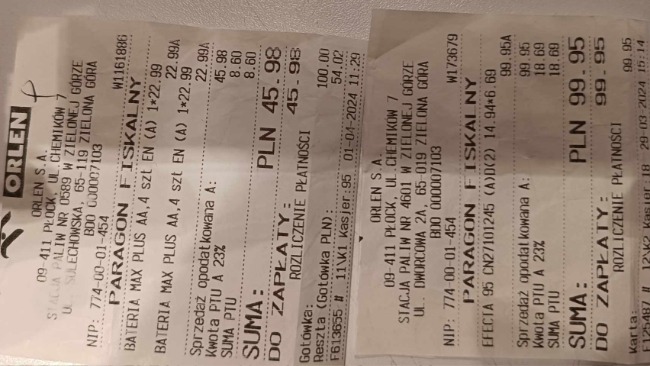 ORLEN
ORLEN S.A.
09-411 PŁOCK, UL. CHEMIKÓW 7
STACJA PALIW NR 0589 W ZIELONEJ GÓRZE
SULECHOWSKA, 65-119 ZIELONA GÓRA
BDO 000007103
NIP: 774-00-01-454 W1161886
PARAGON FISKALNY
BATERIA MAX PLUS AA,4 szt EN (A) 1*22.99
22.99A
BATERIA MAX PLUS AA,4 szt EN (A) 1*22.99
22.99A
Sprzedaż opodatkowana A: 45.98
Kwota PTU A 23% 8.60
SUMA PTU 8.60
SUMA: PLN 45.98
DO ZAPŁATY: 45.98
ROZLICZENIE PŁATNOŚCI
Gotówka: 100.00
Reszta (Gotówka PLN): 54.02
F613655 # 11\K1 Kasjer:95 01-04-2024 11:29
ORLEN S.A.
09-411 PŁOCK, UL. CHEMIKÓW 7
STACJA PALIW NR 4601 W ZIELONEJ GÓRZE
UL. DWORCOWA 2A, 65-019 ZIELONA GÓRA
BDO 000007103
NIP: 774-00-01-454 W173679
PARAGON FISKALNY
EFECTA 95 CN27101245 (A)D(2) 14.94*6.69
99.95A
Sprzedaż opodatkowana A: 99.95
Kwota PTU A 23% 18.69
SUMA PTU 18.69
SUMA: PLN 99.95
DO ZAPŁATY: 99.95
ROZLICZENIE PŁATNOŚCI
Karta: 99.95
29-03-2024 15:14